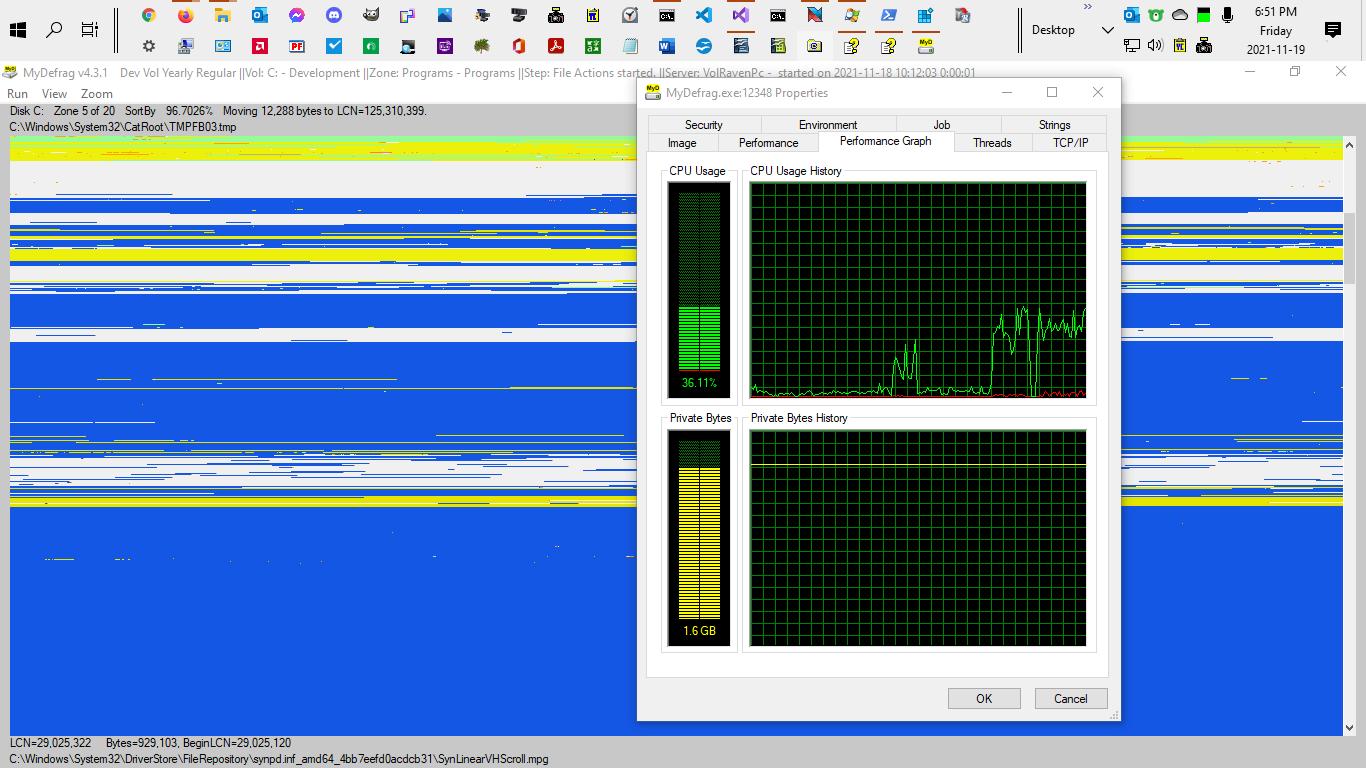 6:51 PM
Friday
2021-11-19
Desktop
MyDefrag v4.3.1 Dev Vol Yearly Regular ||Vol: C: - Development ||Zone: Programs - Programs ||Step: File Actions started. ||Server: VolRavenPc - started on 2021-11-18 10:12:03 0:00:01
Run View Zoom
Disk C: Zone 5 of 20 SortBy 96.7026% Moving 12,288 bytes to LCN=125,310,399.
C:\Windows\System32\CatRoot\TMPFB03.tmp
MyDefrag.exe:12348 Properties
Security Environment Job Strings
Image Performance Performance Graph Threads TCP/IP
CPU Usage CPU Usage History
36.11%
Private Bytes Private Bytes History
1.6 GB
OK Cancel
LCN=29,025,322 Bytes=929,103, BeginLCN=29,025,120
C:\Windows\System32\DriverStore\FileRepository\synpd.inf_amd64_4bb7eefd0acdcb31\SynLinearVHScroll.mpg